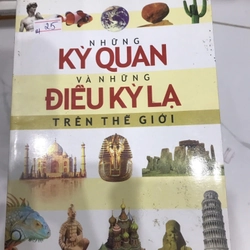 NHỮNG
KỲ QUAN
VÀ NHỮNG
ĐIỀU KỲ LẠ
TRÊN THẾ GIỚI